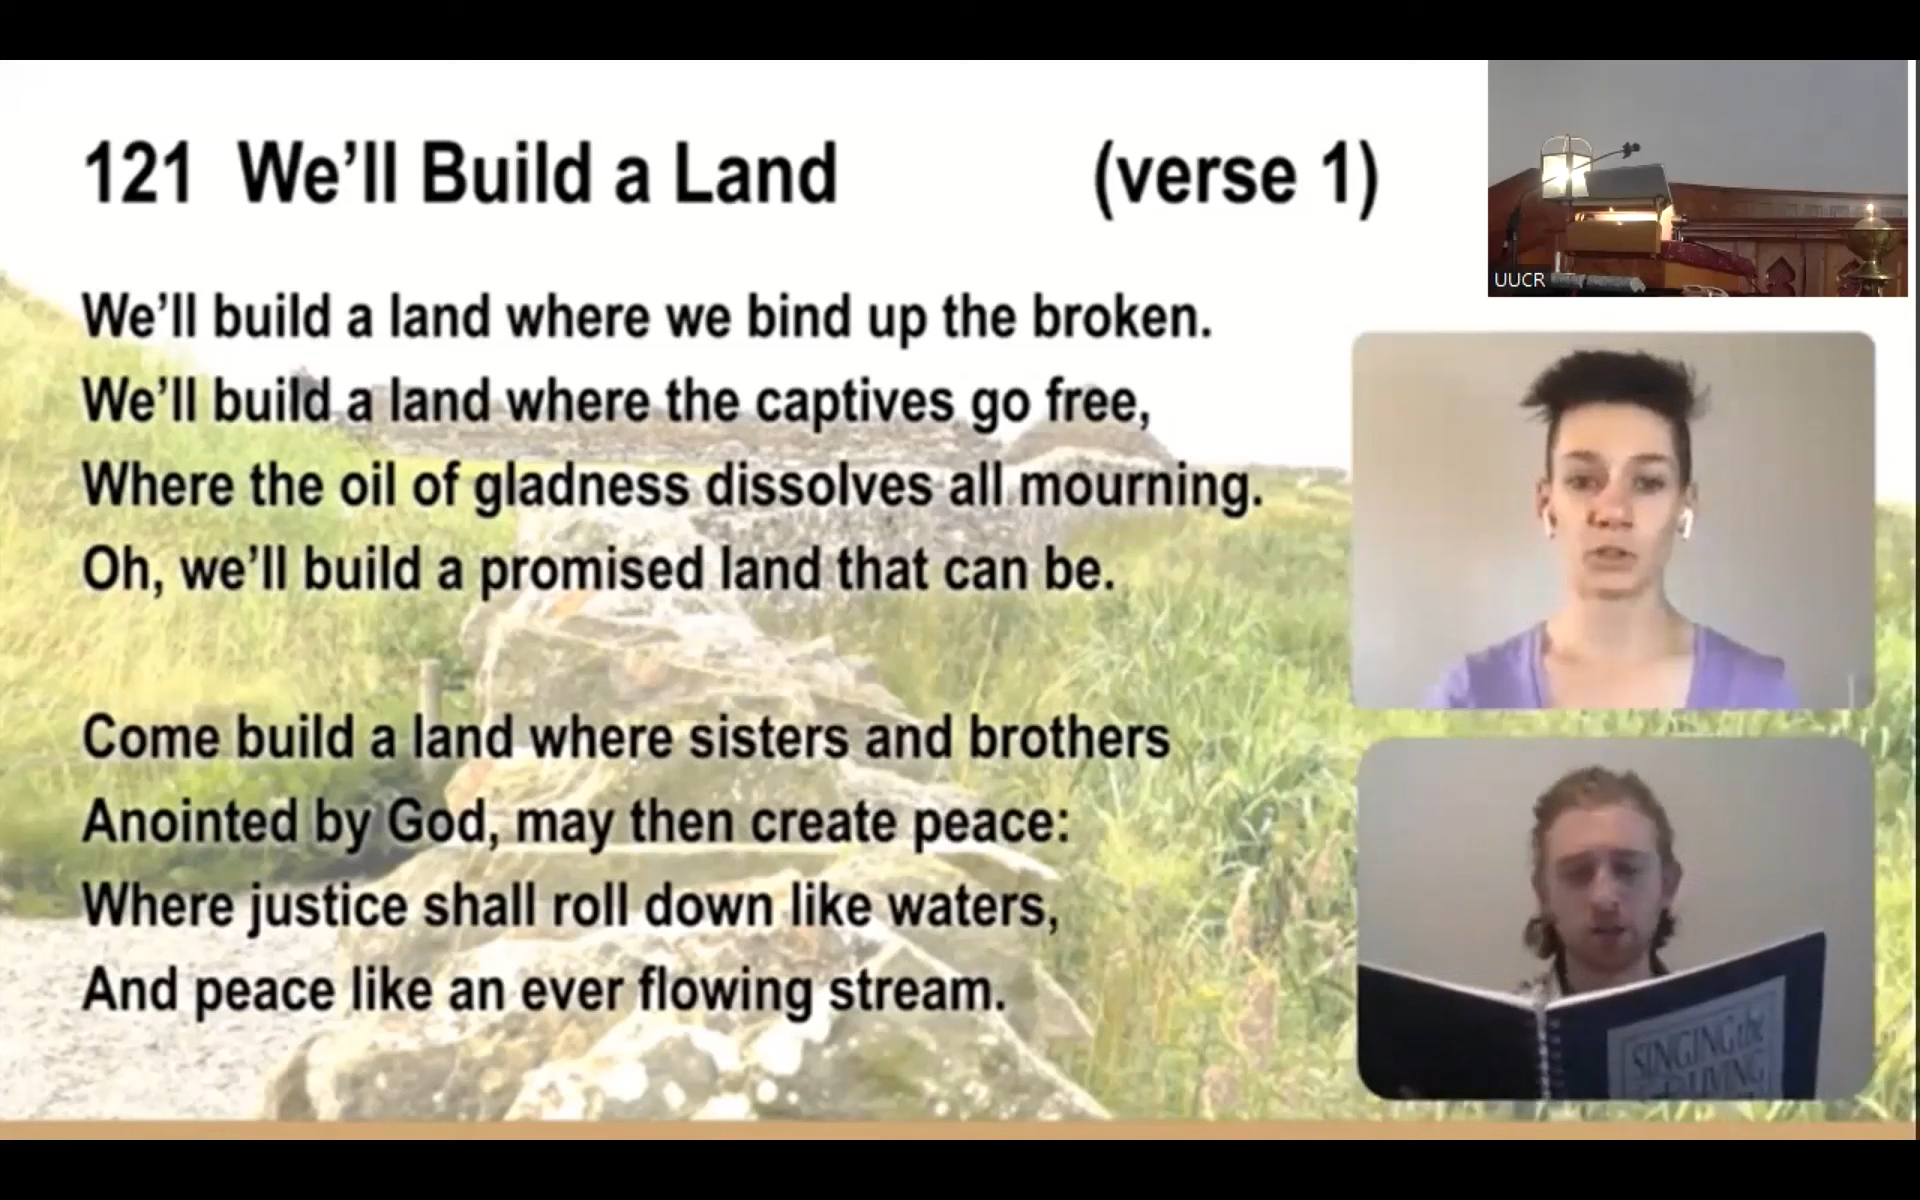 121 We’ll Build a Land (verse 1)
We’ll build a land where we bind up the broken.
We’ll build a land where the captives go free,
Where the oil of gladness dissolves all mourning.
Oh, we’ll build a promised land that can be.
Come build a land where sisters and brothers
Anointed by God, may then create peace:
Where justice shall roll down like waters,
And peace like an ever flowing stream.
UUCR
SINGING the
LIVING